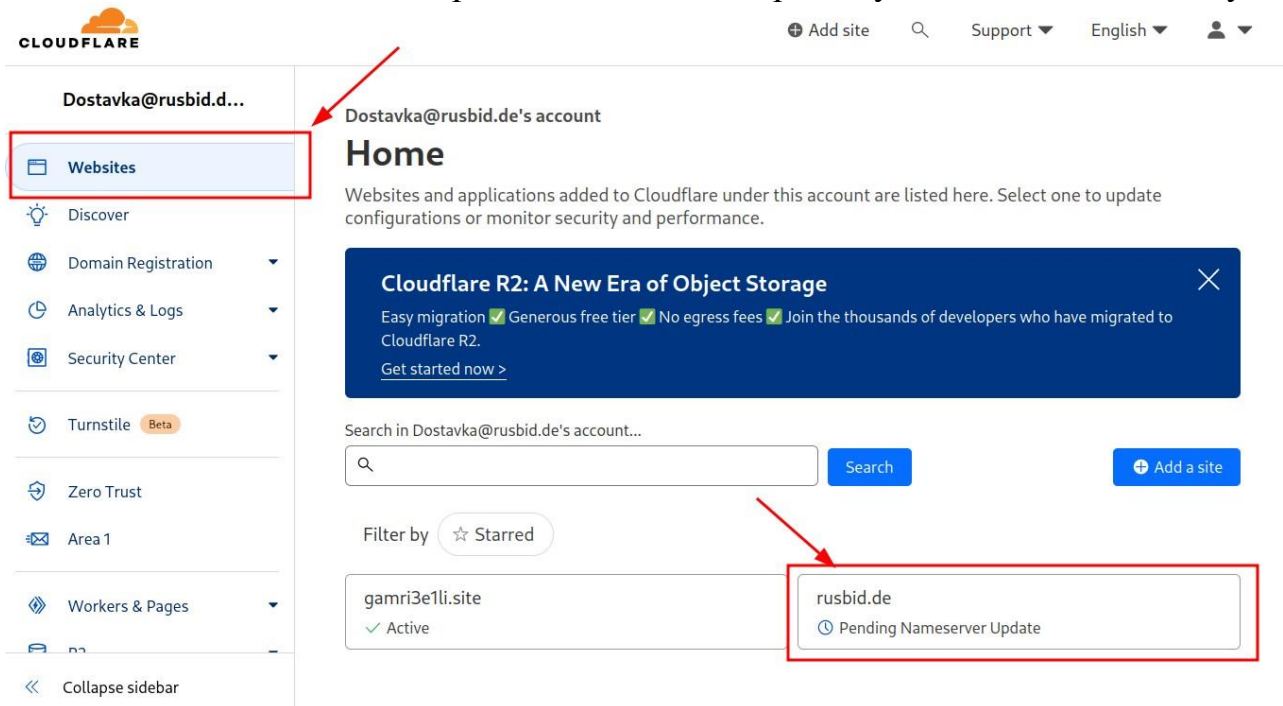 CLOUDFLARE
Add site
Support
English
Dostavka@rusbid.d...
Websites
Discover
Domain Registration
Analytics & Logs
Security Center
Turnstile Beta
Zero Trust
Area 1
Workers & Pages
R2
Collapse sidebar
Dostavka@rusbid.de's account
Home
Websites and applications added to Cloudflare under this account are listed here. Select one to update
configurations or monitor security and performance.
Cloudflare R2: A New Era of Object Storage
Easy migration ✅ Generous free tier ✅ No egress fees ✅ Join the thousands of developers who have migrated to
Cloudflare R2.
Get started now >
Search in Dostavka@rusbid.de's account...
Search
Add a site
Filter by
Starred
gamri3e1li.site
Active
rusbid.de
Pending Nameserver Update